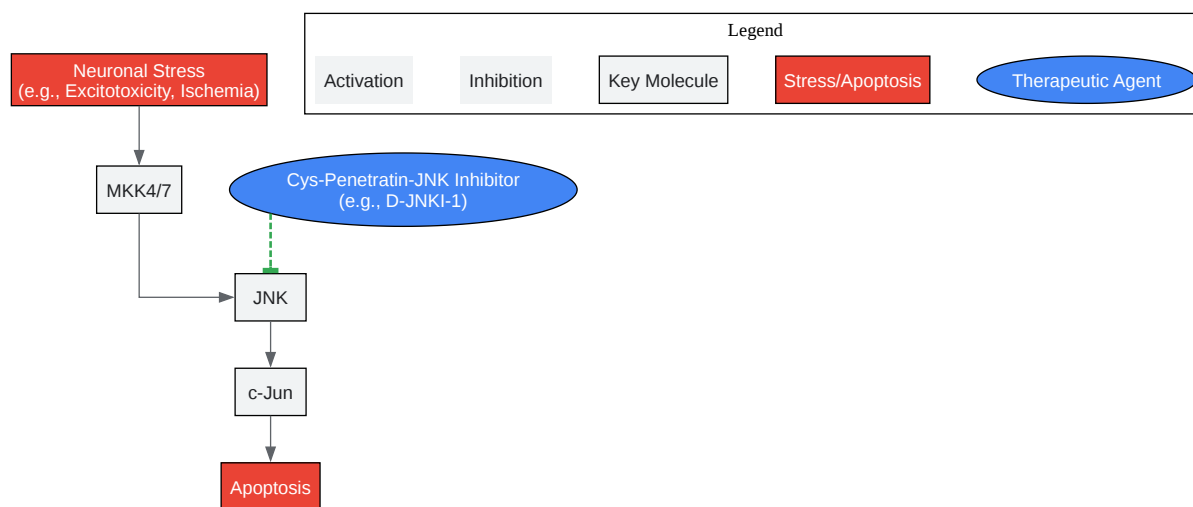 Legend
Neuronal Stress
(e.g., Excitotoxicity, Ischemia)
Activation
Inhibition
Key Molecule
Stress/Apoptosis
Therapeutic Agent
MKK4/7
Cys-Penetratin-JNK Inhibitor
(e.g., D-JNKI-1)
JNK
c-Jun
Apoptosis